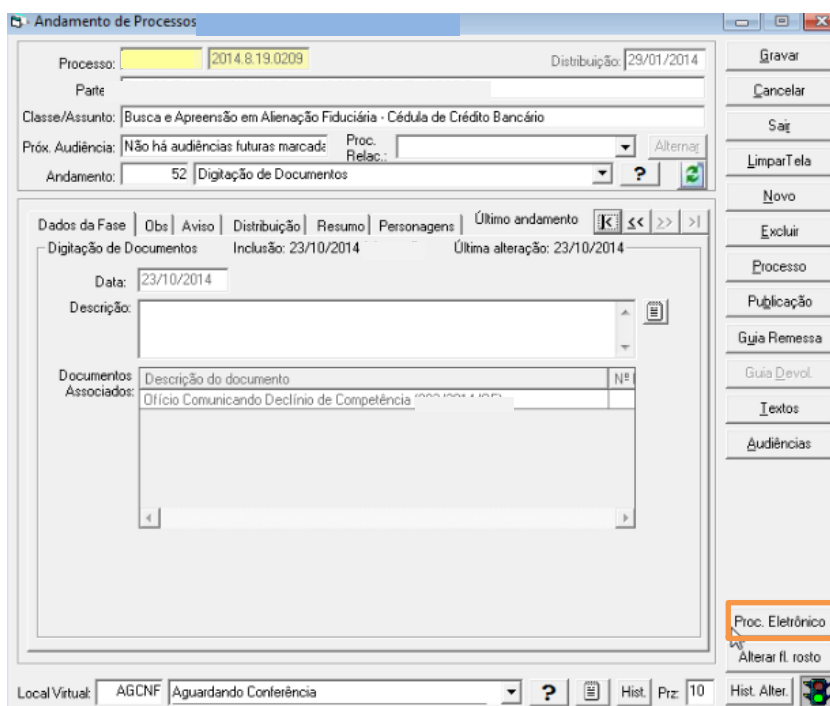 Andamento de Processos
Processo: 2014.8.19.0209 Distribuição: 29/01/2014
Parte
Classe/Assunto: Busca e Apreensão em Alienação Fiduciária - Cédula de Crédito Bancário
Próx. Audiência: Não há audiências futuras marcada Proc. Relac.: Alternar
Andamento: 52 Digitação de Documentos ?
Dados da Fase Obs Aviso Distribuição Resumo Personagens Último andamento K << >> >|
Digitação de Documentos Inclusão: 23/10/2014 Última alteração: 23/10/2014
Data: 23/10/2014
Descrição:
Documentos Associados: Descrição do documento Nº
Ofício Comunicando Declínio de Competência
Local Virtual: AGCNF Aguardando Conferência ? Hist. Prz: 10 Hist. Alter.
Gravar
Cancelar
Sair
LimparTela
Novo
Excluir
Processo
Publicação
Guia Remessa
Guia Devol.
Textos
Audiências
Proc. Eletrônico
Alterar fl. rosto